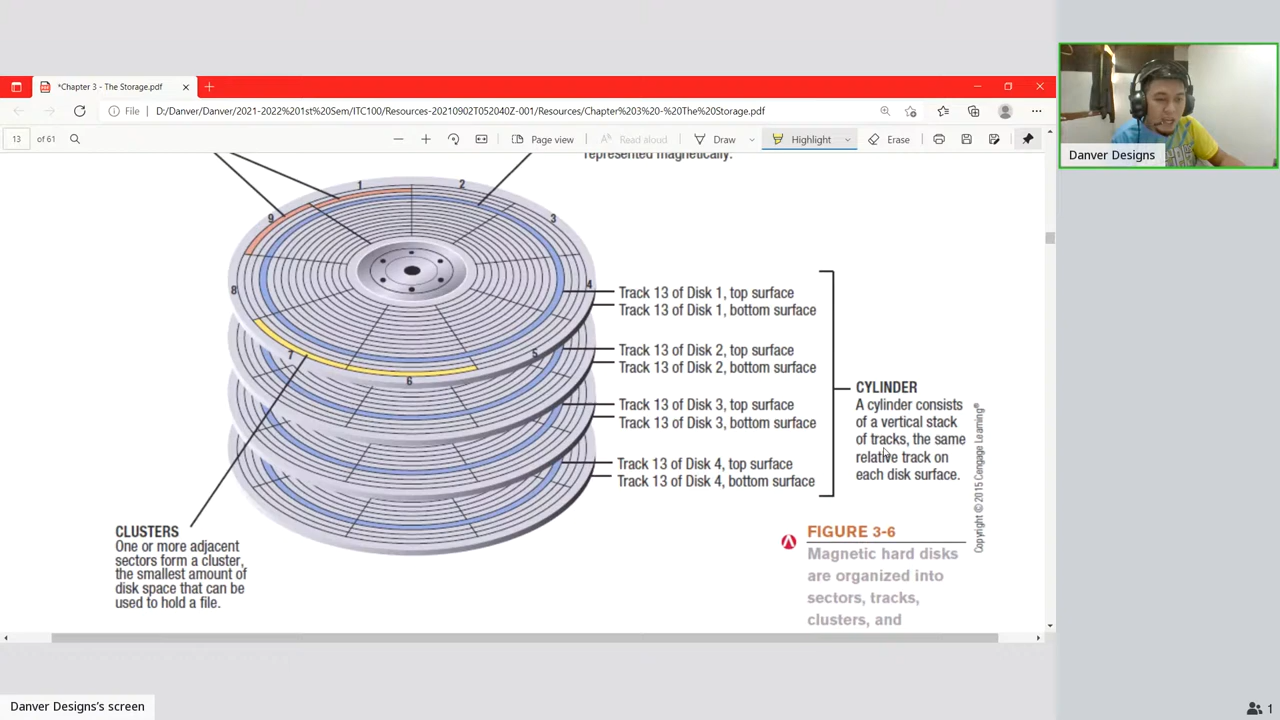 *Chapter 3 - The Storage.pdf
File
D:/Danver/Danver/2021-2022%201st%20Sem/ITC100/Resources-20210902T052040Z-001/Resources/Chapter%203%20-%20The%20Storage.pdf
13 of 61
Page view
Read aloud
Draw
Highlight
Erase
Danver Designs
represented magnetically.
1
2
3
4
5
6
7
8
9
Track 13 of Disk 1, top surface
Track 13 of Disk 1, bottom surface
Track 13 of Disk 2, top surface
Track 13 of Disk 2, bottom surface
Track 13 of Disk 3, top surface
Track 13 of Disk 3, bottom surface
Track 13 of Disk 4, top surface
Track 13 of Disk 4, bottom surface
CYLINDER
A cylinder consists
of a vertical stack
of tracks, the same
relative track on
each disk surface.
Copyright © 2015 Cengage Learning®
CLUSTERS
One or more adjacent
sectors form a cluster,
the smallest amount of
disk space that can be
used to hold a file.
FIGURE 3-6
Magnetic hard disks
are organized into
sectors, tracks,
clusters, and
Danver Designs's screen
1